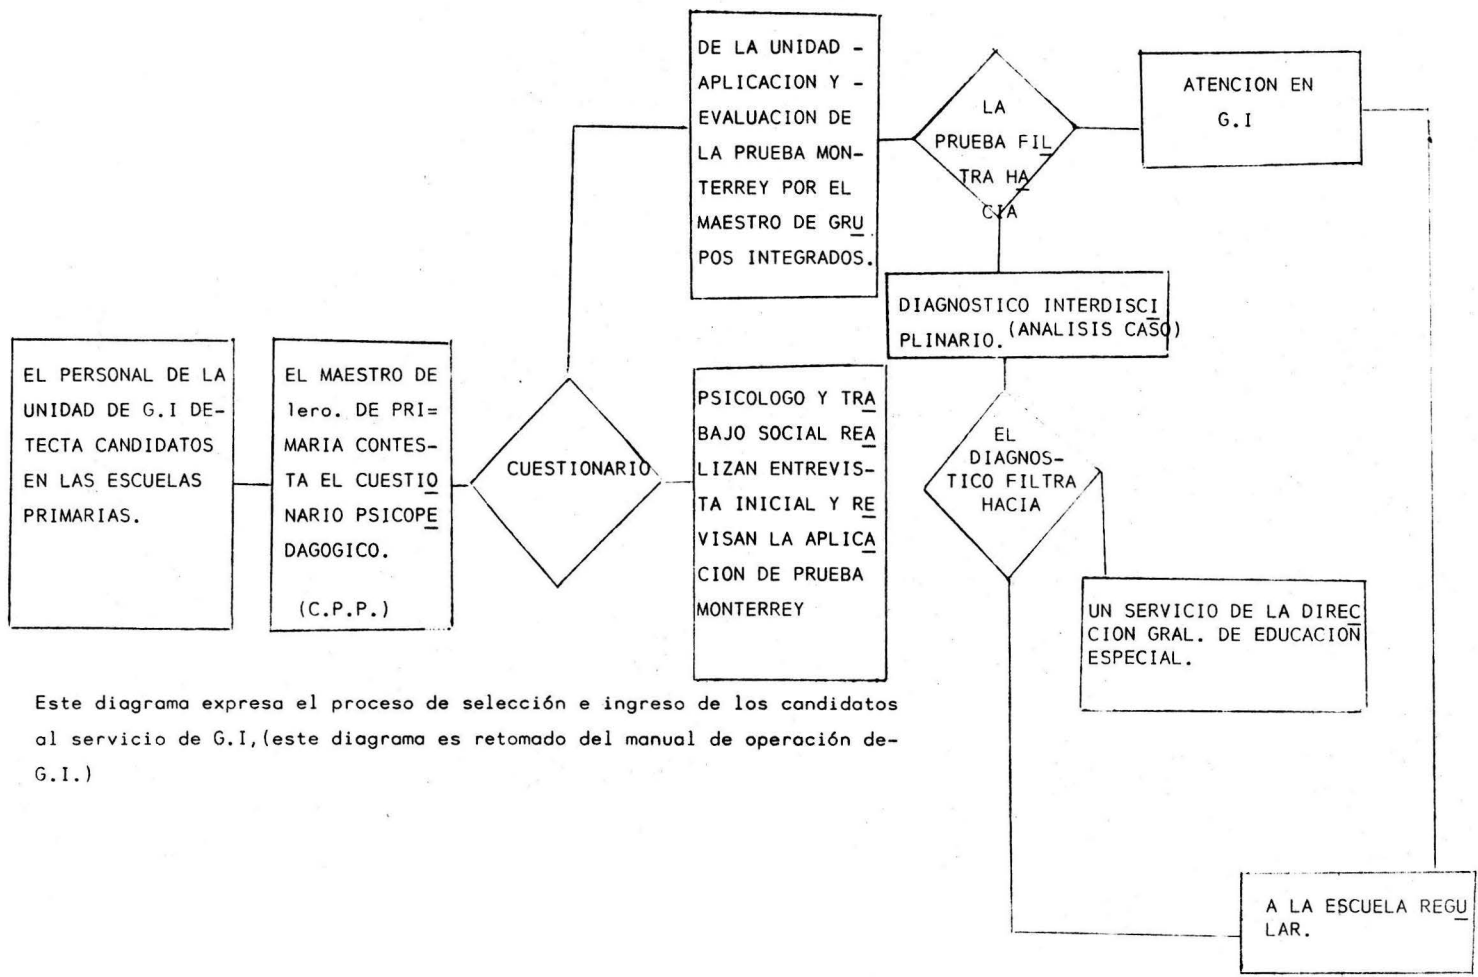 DE LA UNIDAD -
APLICACION Y -
EVALUACION DE
LA PRUEBA MON-
TERREY POR EL
MAESTRO DE GRU
POS INTEGRADOS.
LA
PRUEBA FIL
TRA HA
CIA
ATENCION EN
G.I
DIAGNOSTICO INTERDISCI
PLINARIO. (ANALISIS CASO)
EL PERSONAL DE LA
UNIDAD DE G.I DE-
TECTA CANDIDATOS
EN LAS ESCUELAS
PRIMARIAS.
EL MAESTRO DE
1ero. DE PRI=
MARIA CONTES-
TA EL CUESTIO
NARIO PSICOPE
DAGOGICO.
(C.P.P.)
CUESTIONARIO
PSICOLOGO Y TRA
BAJO SOCIAL REA
LIZAN ENTREVIS-
TA INICIAL Y RE
VISAN LA APLICA
CION DE PRUEBA
MONTERREY
EL
DIAGNOS-
TICO FILTRA
HACIA
UN SERVICIO DE LA DIREC
CION GRAL. DE EDUCACION
ESPECIAL.
Este diagrama expresa el proceso de selección e ingreso de los candidatos
al servicio de G.I,(este diagrama es retomado del manual de operación de-
G.I.)
A LA ESCUELA REGU
LAR.